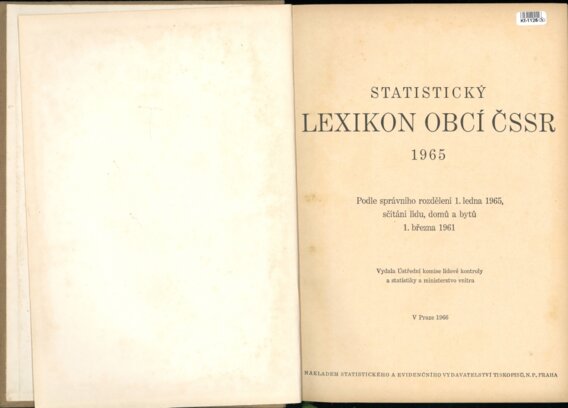 STATISTICKÝ
LEXIKON OBCÍ ČSSR
1965
Podle správního rozdělení 1. ledna 1965,
sčítání lidu, domů a bytů
1. března 1961
Vydala Ústřední komise lidové kontroly
a statistiky a ministerstvo vnitra
V Praze 1966
NAKLADEM STATISTICKÉHO A EVIDENČNÍHO VYDAVATELSTVÍ TISKOPISŮ, N. P., PRAHA